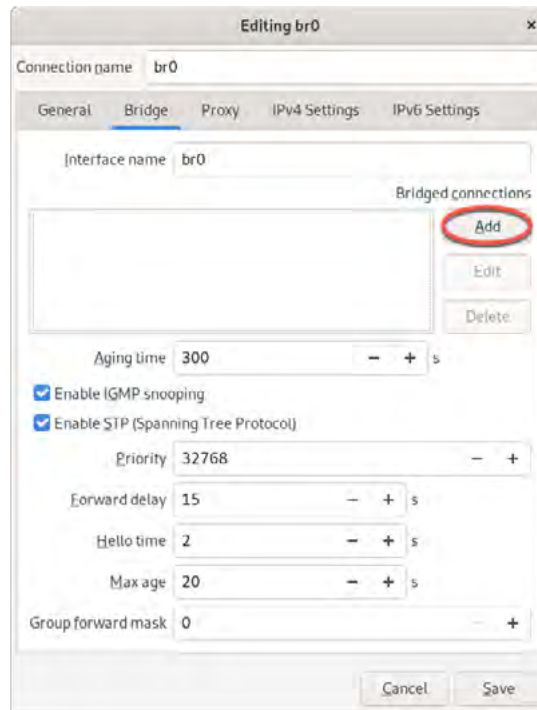 Editing br0 ×
Connection name br0
General Bridge Proxy IPv4 Settings IPv6 Settings
Interface name br0
Bridged connections
Add
Edit
Delete
Aging time 300 − + s
Enable IGMP snooping
Enable STP (Spanning Tree Protocol)
Priority 32768 − +
Forward delay 15 − + s
Hello time 2 − + s
Max age 20 − + s
Group forward mask 0 − +
Cancel Save